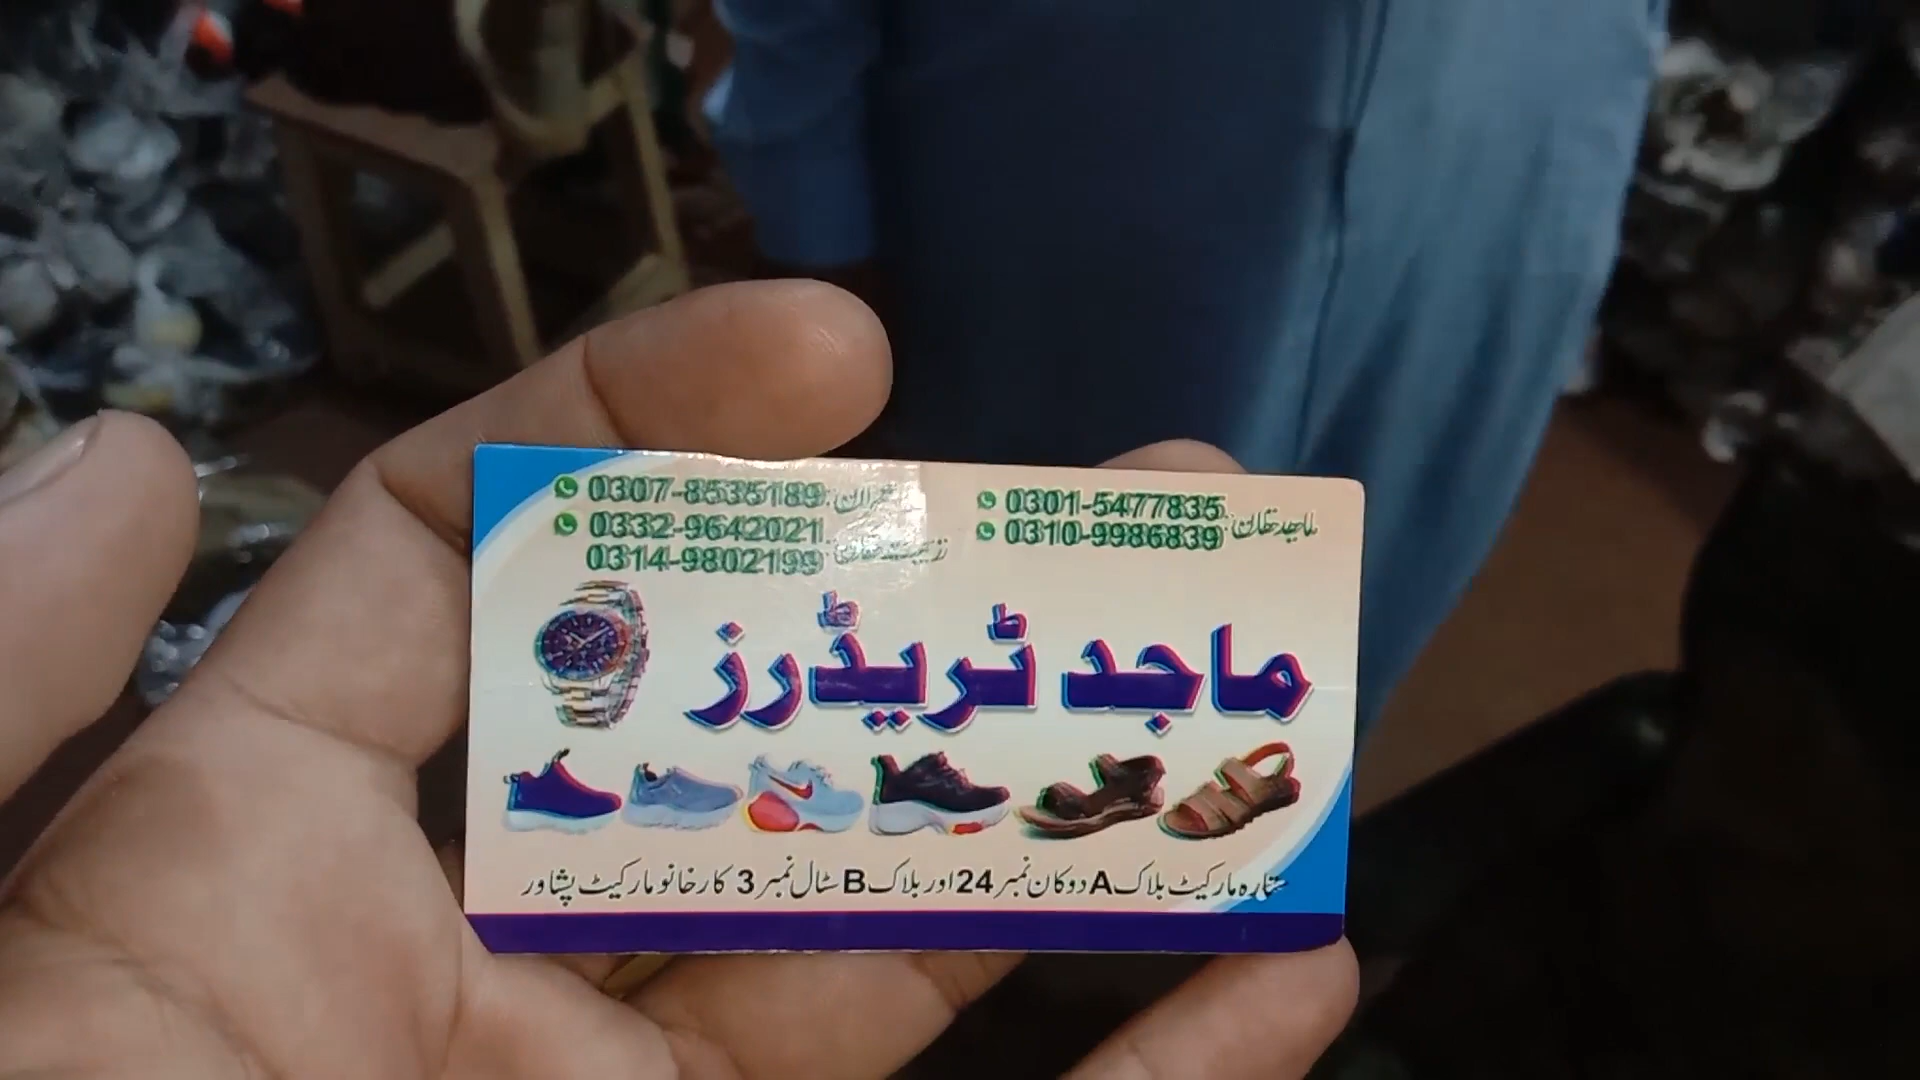 0301-5477835
0310-9986839
ماجد خان
0307-8535189
0332-9642021
0314-9802199
ماجد ٹریڈرز
ستارہ مارکیٹ بلاک A دوکان نمبر 24 اور بلاک B سٹال نمبر 3 کارخانو مارکیٹ پشاور